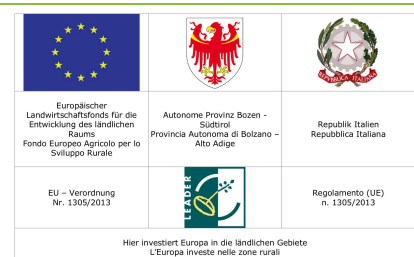 REPVBBLICA ITALIANA
Europäischer
Landwirtschaftsfonds für die
Entwicklung des ländlichen
Raums
Fondo Europeo Agricolo per lo
Sviluppo Rurale
Autonome Provinz Bozen -
Südtirol
Provincia Autonoma di Bolzano –
Alto Adige
Republik Italien
Repubblica Italiana
EU – Verordnung
Nr. 1305/2013
LEADER
Regolamento (UE)
n. 1305/2013
Hier investiert Europa in die ländlichen Gebiete
L'Europa investe nelle zone rurali